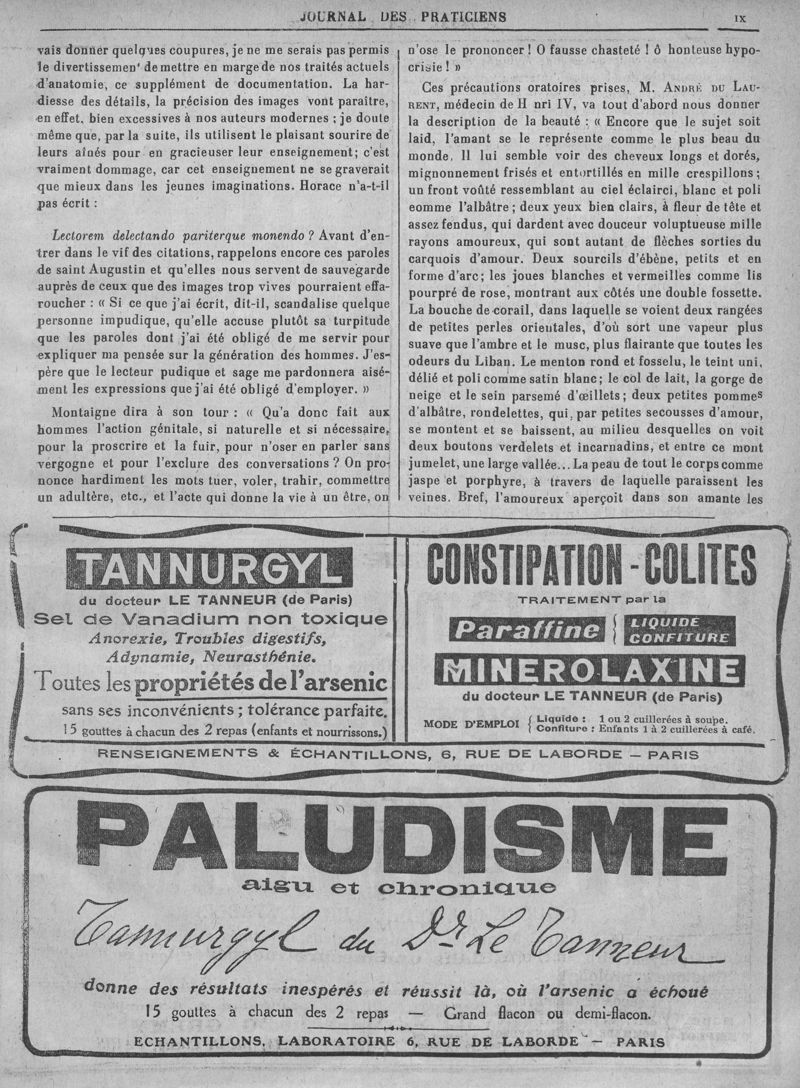 JOURNAL DES PRATICIENS
IX
vais donner quelques coupures, je ne me serais pas permis
le divertissemen' de mettre en marge de nos traités actuels
d'anatomie, ce supplément de documentation. La har-
diesse des détails, la précision des images vont paraître,
en effet, bien excessives à nos auteurs modernes ; je doute
même que, par la suite, ils utilisent le plaisant sourire de
leurs aînés pour en gracieuser leur enseignement; c'est
vraiment dommage, car cet enseignement ne se graverait
que mieux dans les jeunes imaginations. Horace n'a-t-il
pas écrit :
Lectorem delectando pariterque monendo ? Avant d'en-
trer dans le vif des citations, rappelons encore ces paroles
de saint Augustin et qu'elles nous servent de sauvegarde
auprès de ceux que des images trop vives pourraient effa-
roucher : « Si ce que j'ai écrit, dit-il, scandalise quelque
personne impudique, qu'elle accuse plutôt sa turpitude
que les paroles dont j'ai été obligé de me servir pour
expliquer ma pensée sur la génération des hommes. J'es-
père que le lecteur pudique et sage me pardonnera aisé-
ment les expressions que j'ai été obligé d'employer. »
Montaigne dira à son tour : « Qu'a donc fait aux
hommes l'action génitale, si naturelle et si nécessaire,
pour la proscrire et la fuir, pour n'oser en parler sans
vergogne et pour l'exclure des conversations ? On pro-
nonce hardiment les mots tuer, voler, trahir, commettre
un adultère, etc., et l'acte qui donne la vie à un être, on
n'ose le prononcer ! O fausse chasteté ! ô honteuse hypo-
crisie ! »
Ces précautions oratoires prises, M. ANDRÉ DU LAU-
RENT, médecin de H nri IV, va tout d'abord nous donner
la description de la beauté : « Encore que le sujet soit
laid, l'amant se le représente comme le plus beau du
monde. Il lui semble voir des cheveux longs et dorés,
mignonnement frisés et entortillés en mille crespillons ;
un front voûté ressemblant au ciel éclairci, blanc et poli
eomme l'albâtre ; deux yeux bien clairs, à fleur de tête et
assez fendus, qui dardent avec douceur voluptueuse mille
rayons amoureux, qui sont autant de flèches sorties du
carquois d'amour. Deux sourcils d'ébène, petits et en
forme d'arc; les joues blanches et vermeilles comme lis
pourpré de rose, montrant aux côtés une double fossette.
La bouche de corail, dans laquelle se voient deux rangées
de petites perles orientales, d'où sort une vapeur plus
suave que l'ambre et le musc, plus flairante que toutes les
odeurs du Liban. Le menton rond et fosselu, le teint uni,
délié et poli comme satin blanc; le col de lait, la gorge de
neige et le sein parsemé d'œillets; deux petites pommes
d'albâtre, rondelettes, qui, par petites secousses d'amour,
se montent et se baissent, au milieu desquelles on voit
deux boutons verdelets et incarnadins, et entre ce mont
jumelet, une large vallée... La peau de tout le corps comme
jaspe et porphyre, à travers de laquelle paraissent les
veines. Bref, l'amoureux aperçoit dans son amante les
TANNURGYL
du docteur LE TANNEUR (de Paris)
Sel de Vanadium non toxique
Anorexie, Troubles digestifs,
Adynamie, Neurasthénie.
Toutes les propriétés de l'arsenic
sans ses inconvénients ; tolérance parfaite.
15 gouttes à chacun des 2 repas (enfants et nourrissons.)
CONSTIPATION - COLITES
TRAITEMENT par la
Paraffine { LIQUIDE
CONFITURE
MINEROLAXINE
du docteur LE TANNEUR (de Paris)
MODE D'EMPLOI { Liquide : 1 ou 2 cuillerées à soupe.
Confiture : Enfants 1 à 2 cuillerées à café.
RENSEIGNEMENTS & ÉCHANTILLONS, 6, RUE DE LABORDE — PARIS
PALUDISME
aigu et chronique
Tannurgyl du Dr Le Tanneur
donne des résultats inespérés et réussit là, où l'arsenic a échoué
15 gouttes à chacun des 2 repas — Grand flacon ou demi-flacon.
ECHANTILLONS, LABORATOIRE 6, RUE DE LABORDE — PARIS